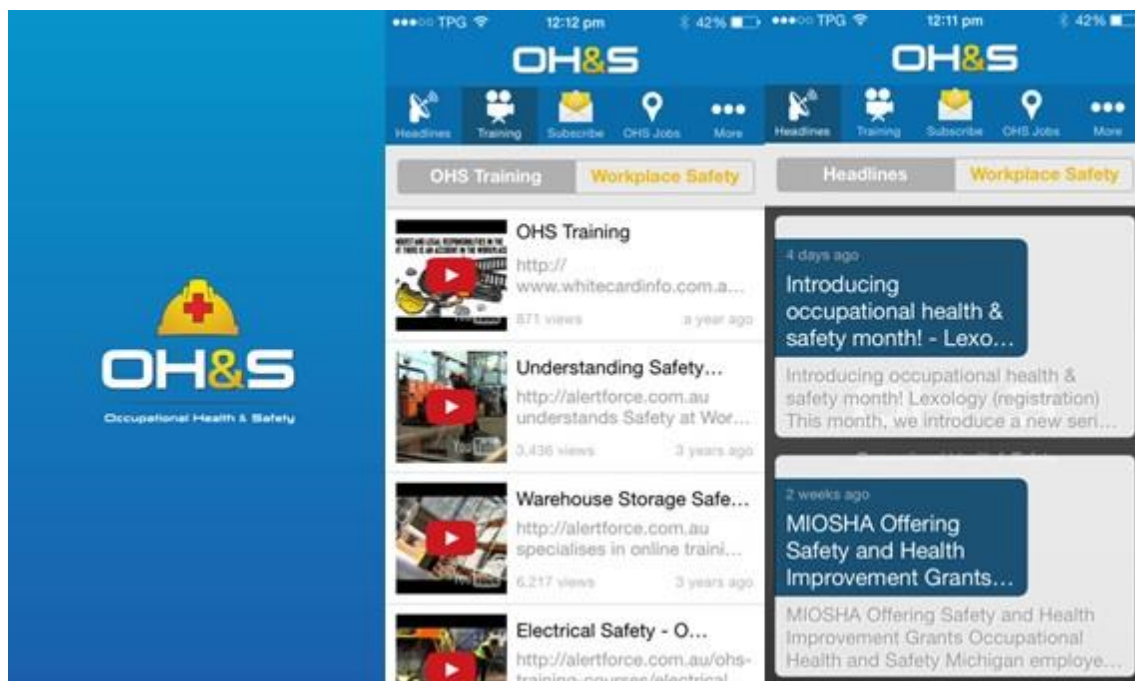 OH&S
Occupational Health & Safety
TPG 12:12 pm 42%
OH&S
Headlines Training Subscribe OHS Jobs More
OHS Training Workplace Safety
OHS Training
http://
www.whitecardinfo.com.a...
871 views a year ago
Understanding Safety...
http://alertforce.com.au
understands Safety at Wor...
3,436 views 3 years ago
Warehouse Storage Safe...
http://alertforce.com.au
specialises in online traini...
6,217 views 3 years ago
Electrical Safety - O...
http://alertforce.com.au/ohs-
training-courses/electrical
TPG 12:11 pm 42%
OH&S
Headlines Training Subscribe OHS Jobs More
Headlines Workplace Safety
4 days ago
Introducing
occupational health &
safety month! - Lexo...
Introducing occupational health &
safety month! Lexology (registration)
This month, we introduce a new seri...
2 weeks ago
MIOSHA Offering
Safety and Health
Improvement Grants...
MIOSHA Offering Safety and Health
Improvement Grants Occupational
Health and Safety Michigan employe...